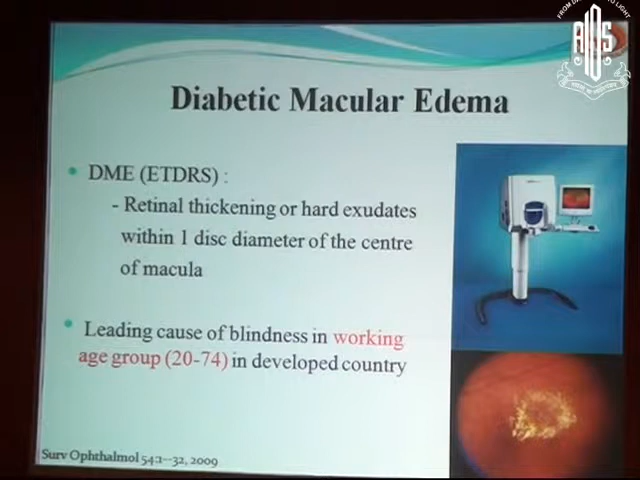 AIOS
Diabetic Macular Edema
DME (ETDRS) :
- Retinal thickening or hard exudates
within 1 disc diameter of the centre
of macula
Leading cause of blindness in working
age group (20-74) in developed country
Surv Ophthalmol 54:1--32, 2009